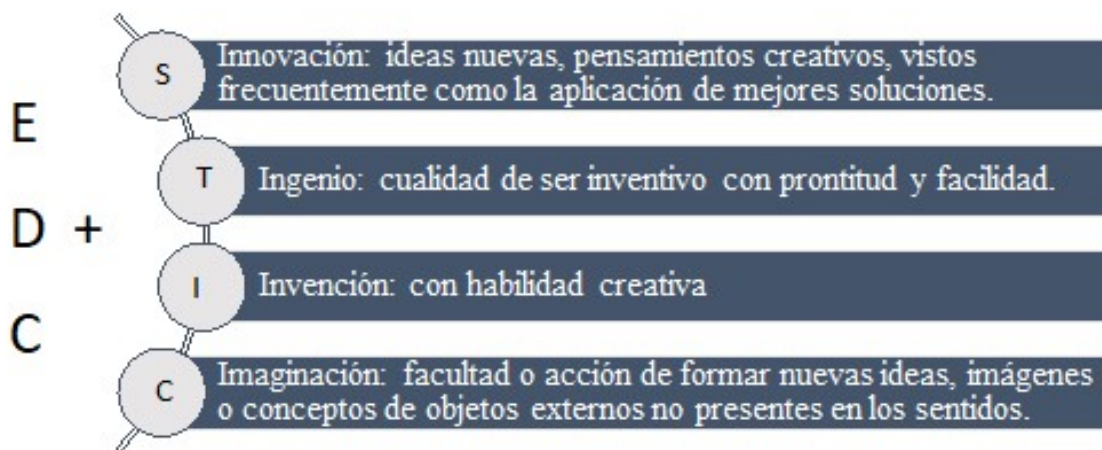 E
D +
C
S
Innovación: ideas nuevas, pensamientos creativos, vistos
frecuentemente como la aplicación de mejores soluciones.
T
Ingenio: cualidad de ser inventivo con prontitud y facilidad.
I
Invención: con habilidad creativa
C
Imaginación: facultad o acción de formar nuevas ideas, imágenes
o conceptos de objetos externos no presentes en los sentidos.